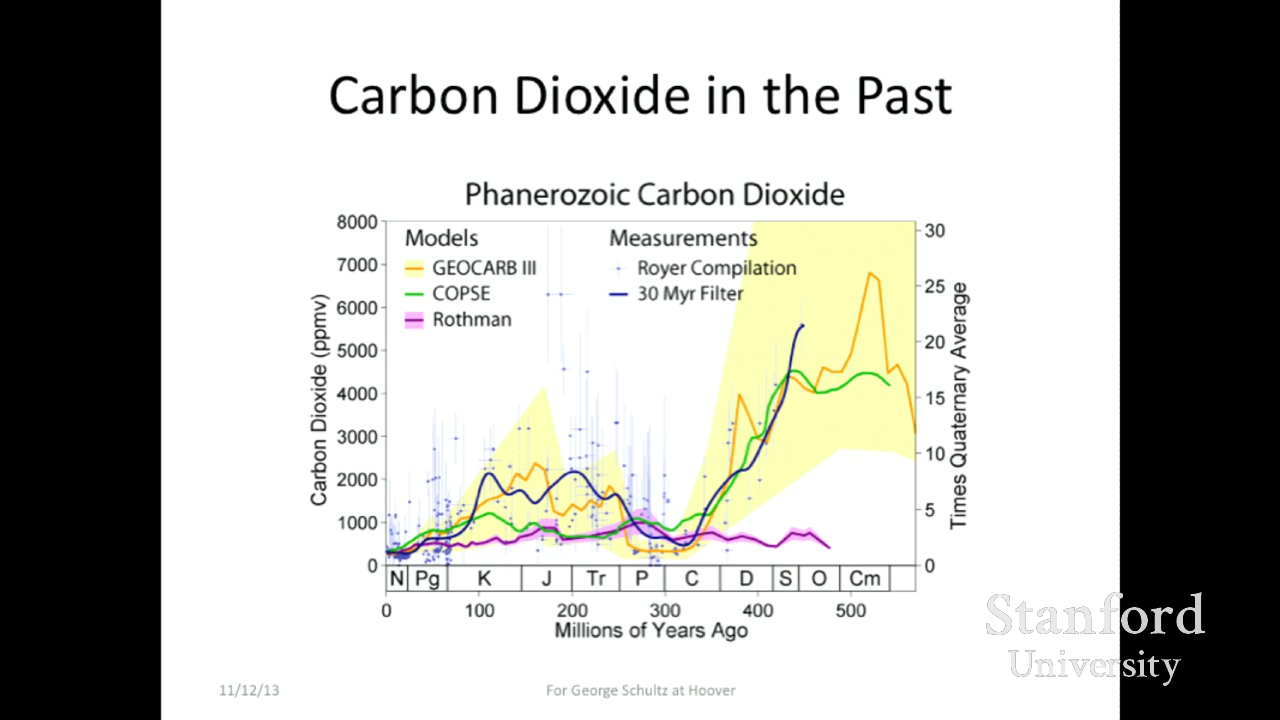 Carbon Dioxide in the Past
Phanerozoic Carbon Dioxide
8000
7000
6000
5000
4000
3000
2000
1000
0
Carbon Dioxide (ppmv)
Models
GEOCARB III
COPSE
Rothman
Measurements
Royer Compilation
30 Myr Filter
30
25
20
15
10
5
0
Times Quaternary Average
N Pg K J Tr P C D S O Cm
0 100 200 300 400 500
Millions of Years Ago
Stanford
University
11/12/13
For George Schultz at Hoover